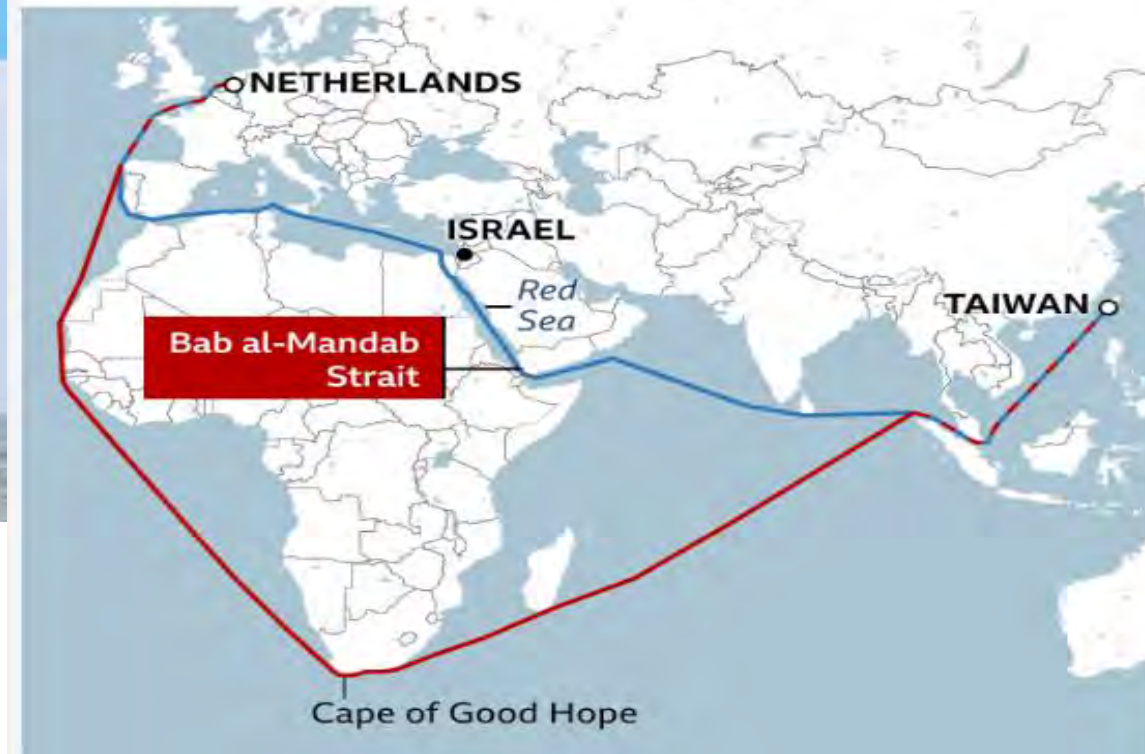 NETHERLANDS
ISRAEL
Red
Sea
TAIWAN
Bab al-Mandab
Strait
Cape of Good Hope